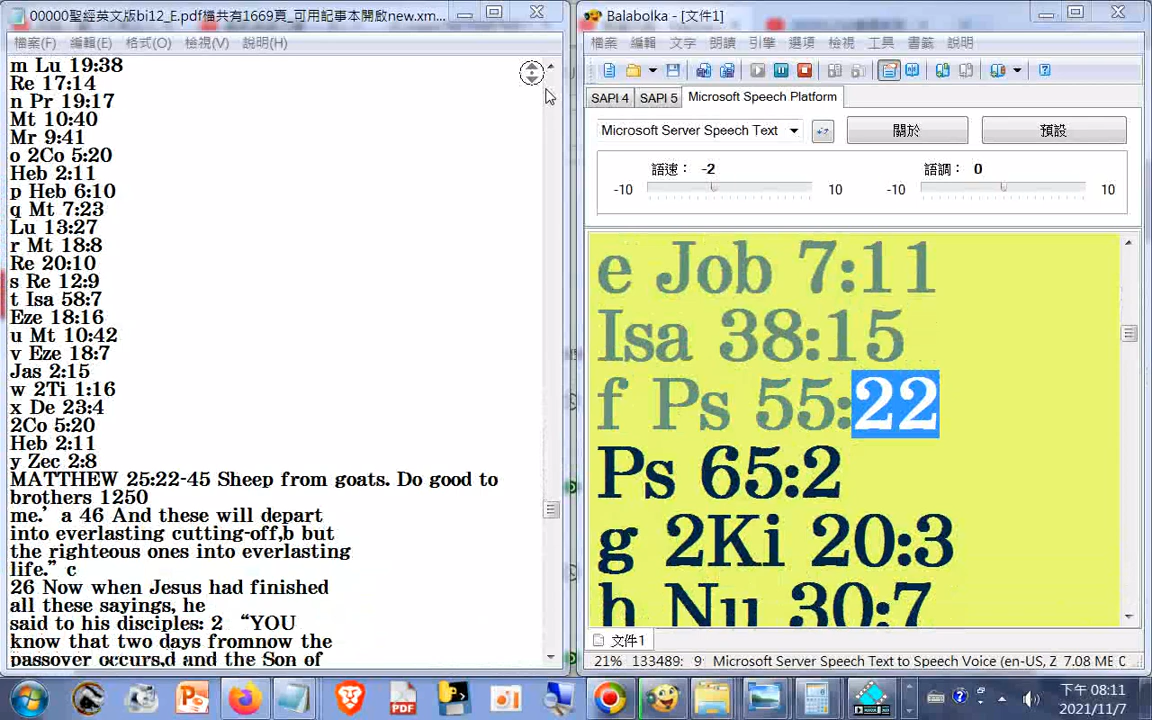 00000聖經英文版bi12_E.pdf檔共有1669頁_可用記事本開啟new.xm...
檔案(F) 編輯(E) 格式(O) 檢視(V) 說明(H)
m Lu 19:38
Re 17:14
n Pr 19:17
Mt 10:40
Mr 9:41
o 2Co 5:20
Heb 2:11
p Heb 6:10
q Mt 7:23
Lu 13:27
r Mt 18:8
Re 20:10
s Re 12:9
t Isa 58:7
Eze 18:16
u Mt 10:42
v Eze 18:7
Jas 2:15
w 2Ti 1:16
x De 23:4
2Co 5:20
Heb 2:11
y Zec 2:8
MATTHEW 25:22-45 Sheep from goats. Do good to
brothers 1250
me.’ a 46 And these will depart
into everlasting cutting-off,b but
the righteous ones into everlasting
life.” c
26 Now when Jesus had finished
all these sayings, he
said to his disciples: 2 “YOU
know that two days fromnow the
passover occurs,d and the Son of
Balabolka - [文件1]
檔案 編輯 文字 朗讀 引擎 選項 檢視 工具 書籤 說明
SAPI 4 SAPI 5 Microsoft Speech Platform
Microsoft Server Speech Text 關於 預設
語速： -2 語調： 0
-10 10 -10 10
e Job 7:11
Isa 38:15
f Ps 55:22
Ps 65:2
g 2Ki 20:3
h Nu 30:7
文件1
21% 133489: 9 Microsoft Server Speech Text to Speech Voice (en-US, Z 7.08 ME C
PDF
下午 08:11
2021/11/7